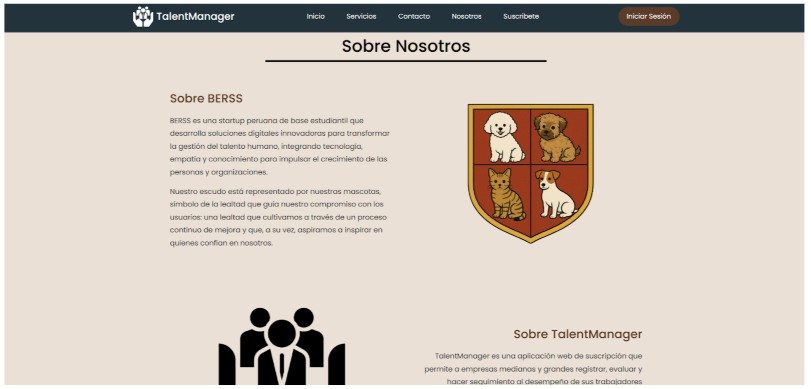 TalentManager
Inicio Servicios Contacto Nosotros Suscríbete Iniciar Sesión
Sobre Nosotros
Sobre BERSS
BERSS es una startup peruana de base estudiantil que
desarrolla soluciones digitales innovadoras para transformar
la gestión del talento humano, integrando tecnología,
empatía y conocimiento para impulsar el crecimiento de las
personas y organizaciones.
Nuestro escudo está representado por nuestras mascotas,
símbolo de la lealtad que guía nuestro compromiso con los
usuarios: una lealtad que cultivamos a través de un proceso
continuo de mejora y que, a su vez, aspiramos a inspirar en
quienes confían en nosotros.
Sobre TalentManager
TalentManager es una aplicación web de suscripción que
permite a empresas medianas y grandes registrar, evaluar y
hacer seguimiento al desempeño de sus trabajadores